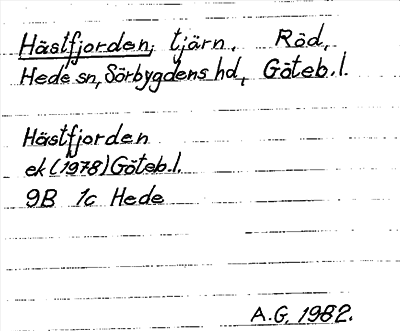 Hästfjorden, tjärn. Röd,
Hede sn, Sörbygdens hd, Göteb.l.
Hästfjorden
ek (1978) Göteb.l.
9B 1c Hede
A.G. 1982.